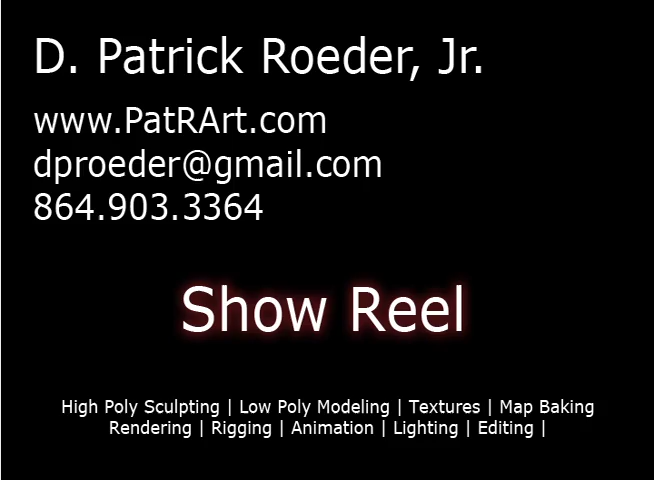 D. Patrick Roeder, Jr.
www.PatRArt.com
dproeder@gmail.com
864.903.3364
Show Reel
High Poly Sculpting | Low Poly Modeling | Textures | Map Baking
Rendering | Rigging | Animation | Lighting | Editing |